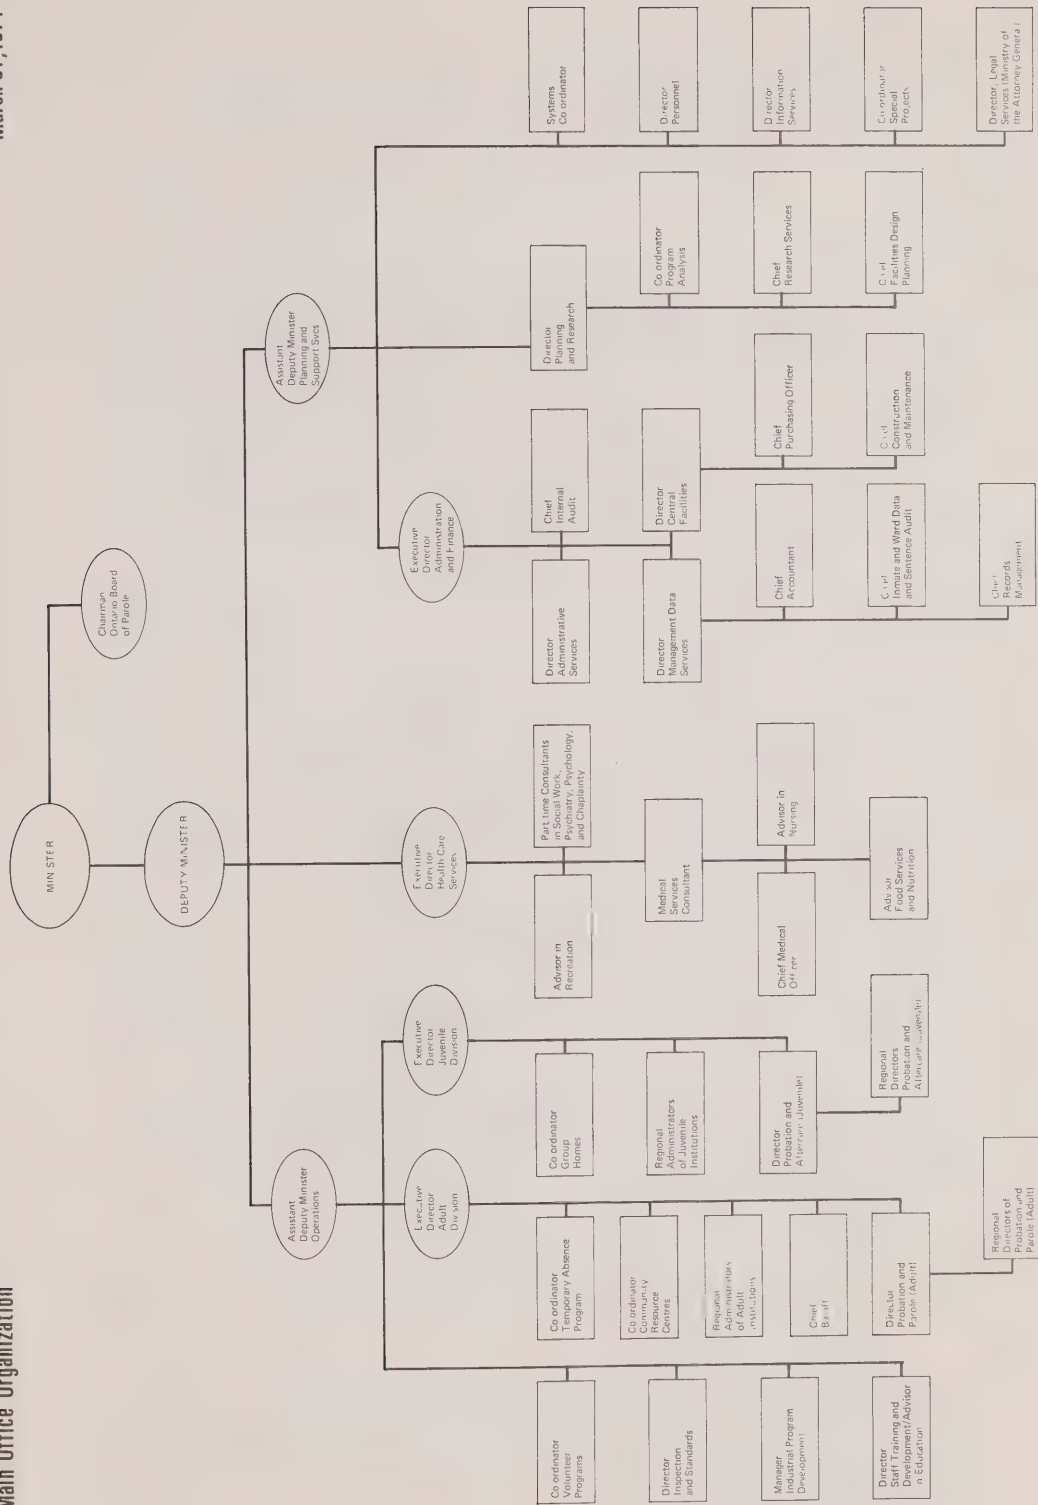 Main Office Organization
MINISTER
Chairman
Ontario Board
of Parole
DEPUTY MINISTER
Assistant
Deputy Minister
Operations
Assistant
Deputy Minister
Planning and
Support Svcs
Executive
Director
Adult
Division
Executive
Director
Juvenile
Division
Executive
Director
Health Care
Services
Executive
Director
Administration
and Finance
Co ordinator
Volunteer
Programs
Director
Inspection
and Standards
Manager
Industrial Program
Development
Director
Staff Training and
Development/Advisor
in Education
Co ordinator
Temporary Absence
Program
Co ordinator
Community
Resource
Centres
Regional
Administrators
of Adult
Institutions
Chief
Bailiff
Director
Probation and
Parole (Adult)
Regional
Directors of
Probation and
Parole (Adult)
Co ordinator
Group
Homes
Regional
Administrators
of Juvenile
Institutions
Director
Probation and
Aftercare (Juvenile)
Regional
Directors
Probation and
Aftercare (Juvenile)
Advisor in
Recreation
Part time Consultants
in Social Work,
Psychiatry, Psychology,
and Chaplainty
Medical
Services
Consultant
Chief Medical
Officer
Advisor in
Nursing
Advisor
Food Services
and Nutrition
Director
Administrative
Services
Chief
Internal
Audit
Director
Management Data
Services
Director
Central
Facilities
Chief
Accountant
Chief
Inmate and Ward Data
and Sentence Audit
Chief
Records
Management
Chief
Purchasing Officer
Chief
Construction
and Maintenance
Director
Planning
and Research
Co ordinator
Program
Analysis
Chief
Research Services
Chief
Facilities Design
Planning
Systems
Co ordinator
Director
Personnel
Director
Information
Services
Co ordinator
Special
Projects
Director, Legal
Services (Ministry of
the Attorney General)